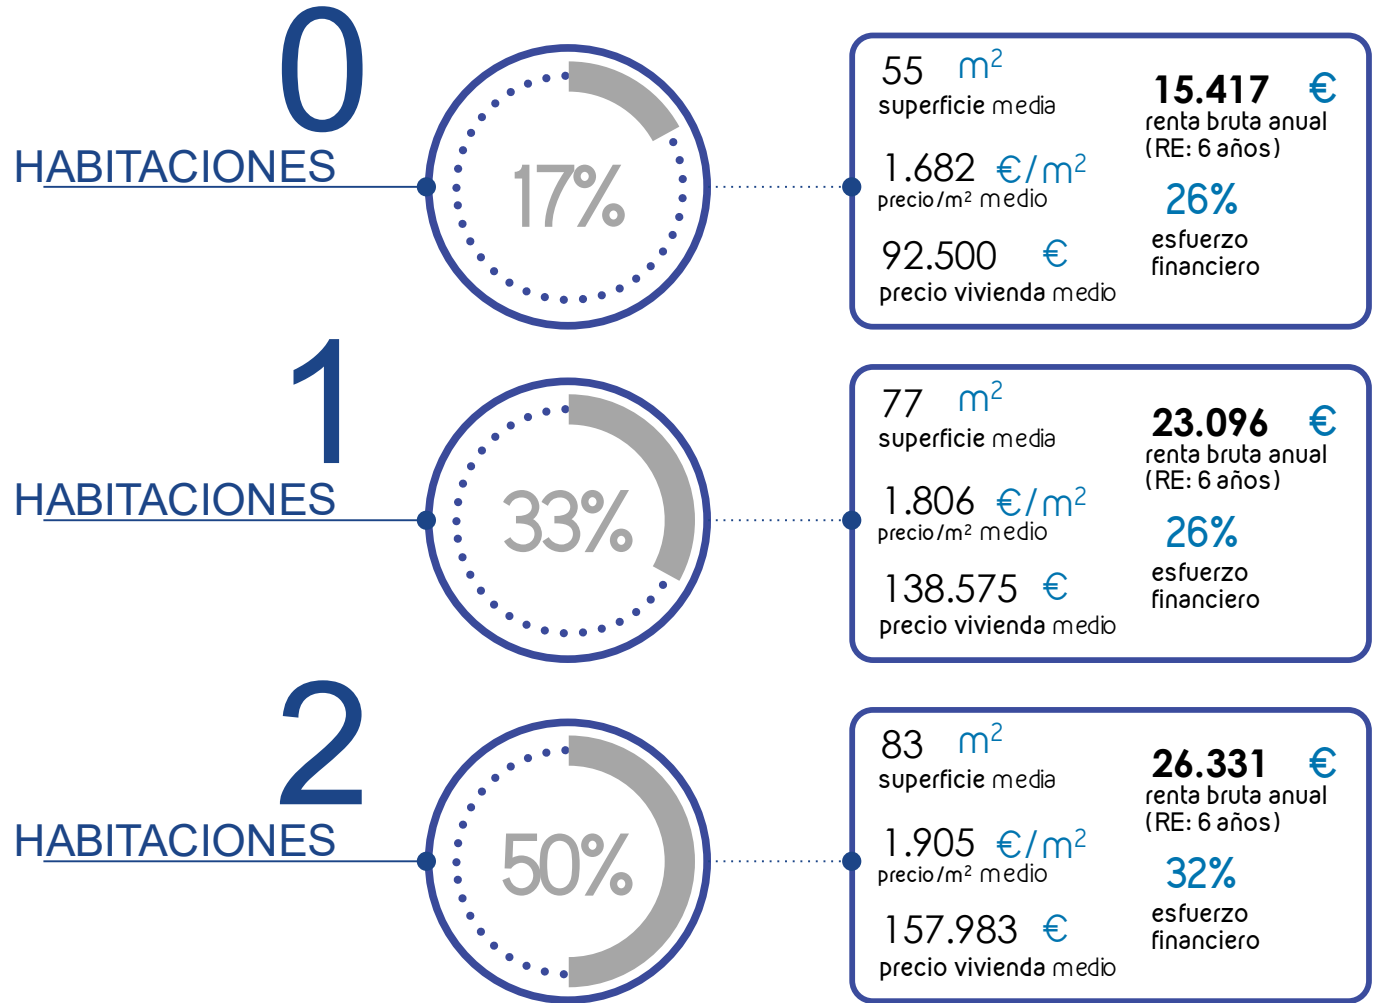 0
HABITACIONES
17%
55 m²
superficie media
1.682 €/m²
precio/m² medio
92.500 €
precio vivienda medio
15.417 €
renta bruta anual
(RE: 6 años)
26%
esfuerzo
financiero
1
HABITACIONES
33%
77 m²
superficie media
1.806 €/m²
precio/m² medio
138.575 €
precio vivienda medio
23.096 €
renta bruta anual
(RE: 6 años)
26%
esfuerzo
financiero
2
HABITACIONES
50%
83 m²
superficie media
1.905 €/m²
precio/m² medio
157.983 €
precio vivienda medio
26.331 €
renta bruta anual
(RE: 6 años)
32%
esfuerzo
financiero